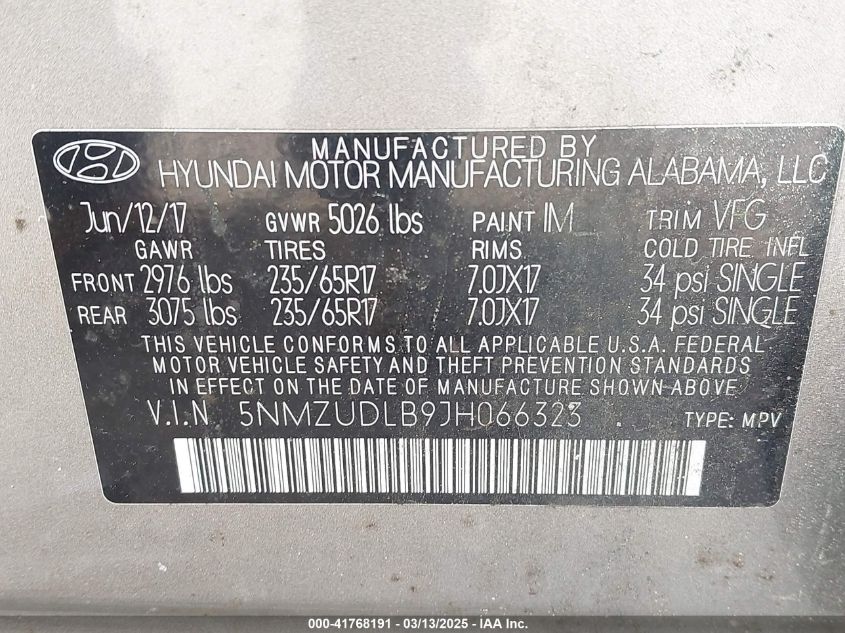 MANUFACTURED BY
HYUNDAI MOTOR MANUFACTURING ALABAMA, LLC
Jun/12/17 GVWR 5026 lbs PAINT IM TRIM VFG
GAWR TIRES RIMS COLD TIRE INFL
FRONT 2976 lbs 235/65R17 7.0JX17 34 psi SINGLE
REAR 3075 lbs 235/65R17 7.0JX17 34 psi SINGLE
THIS VEHICLE CONFORMS TO ALL APPLICABLE U.S.A. FEDERAL
MOTOR VEHICLE SAFETY AND THEFT PREVENTION STANDARDS
IN EFFECT ON THE DATE OF MANUFACTURE SHOWN ABOVE.
V.I.N 5NMZUDLB9JH066323 . TYPE: MPV
000-41768191 — 03/13/2025 — IAA Inc.